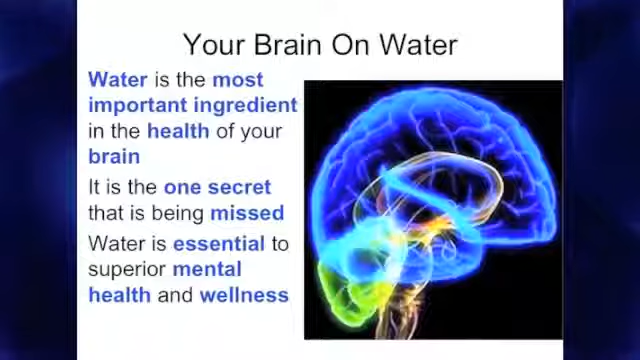 Your Brain On Water
Water is the most
important ingredient
in the health of your
brain
It is the one secret
that is being missed
Water is essential to
superior mental
health and wellness